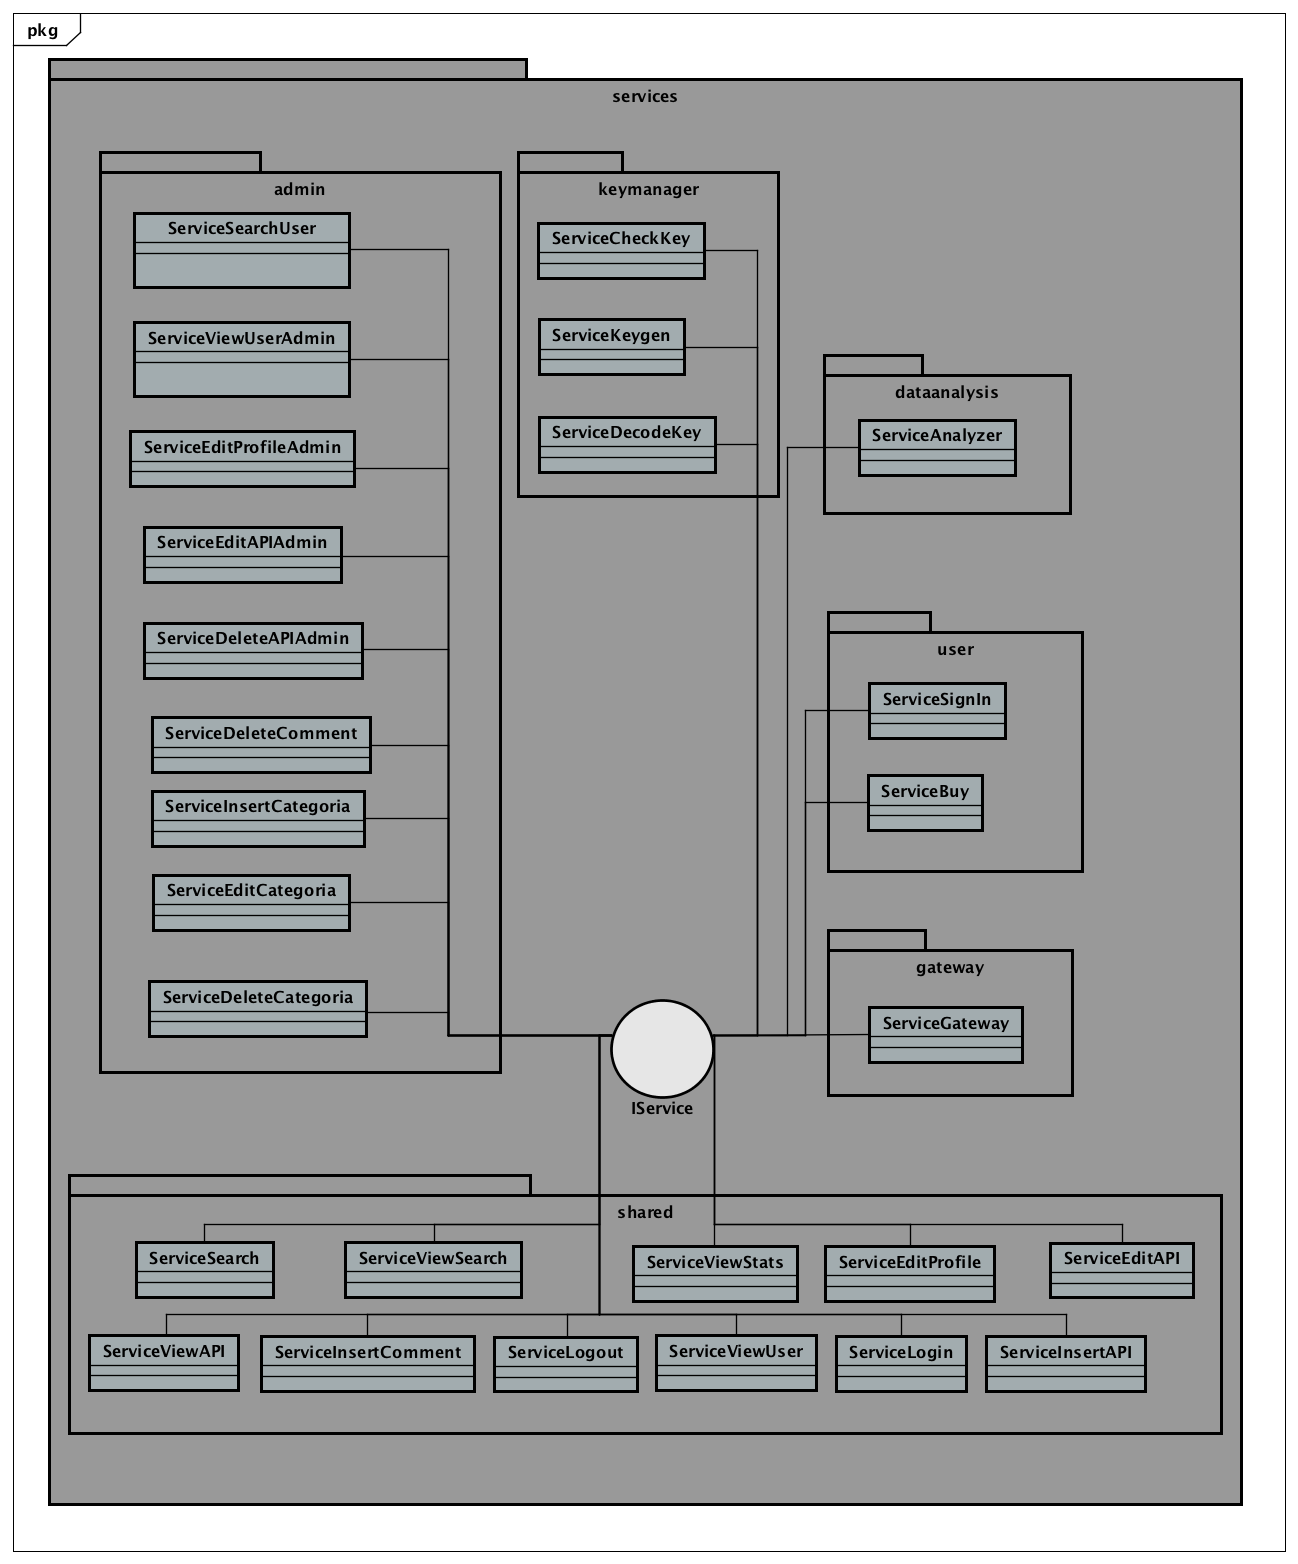 pkg
services
admin
ServiceSearchUser
ServiceViewUserAdmin
ServiceEditProfileAdmin
ServiceEditAPIAdmin
ServiceDeleteAPIAdmin
ServiceDeleteComment
ServiceInsertCategoria
ServiceEditCategoria
ServiceDeleteCategoria
keymanager
ServiceCheckKey
ServiceKeygen
ServiceDecodeKey
dataanalysis
ServiceAnalyzer
user
ServiceSignIn
ServiceBuy
gateway
ServiceGateway
IService
shared
ServiceSearch
ServiceViewSearch
ServiceViewStats
ServiceEditProfile
ServiceEditAPI
ServiceViewAPI
ServiceInsertComment
ServiceLogout
ServiceViewUser
ServiceLogin
ServiceInsertAPI